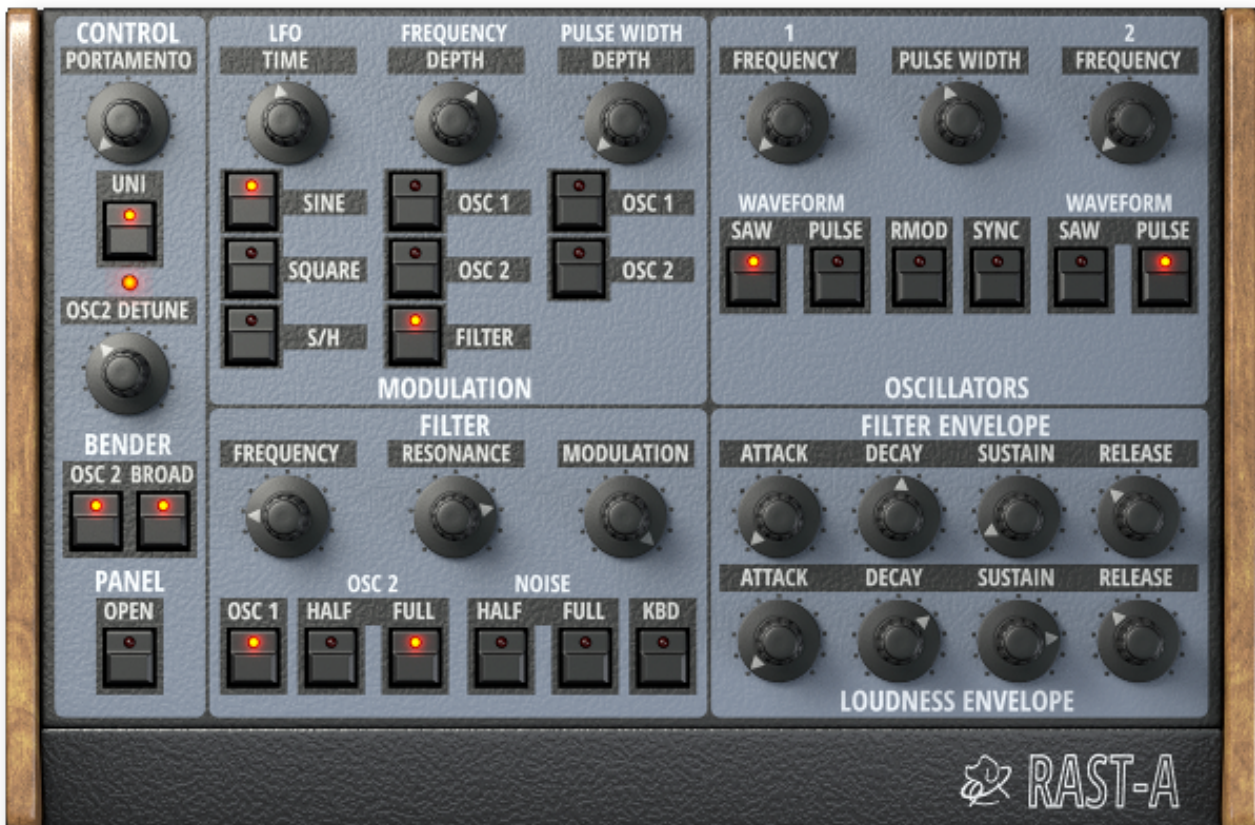 CONTROL
PORTAMENTO
UNI
OSC2 DETUNE
BENDER
OSC 2 BROAD
PANEL
OPEN
LFO FREQUENCY PULSE WIDTH
TIME DEPTH DEPTH
SINE OSC 1 OSC 1
SQUARE OSC 2 OSC 2
S/H FILTER
MODULATION
1 2
FREQUENCY PULSE WIDTH FREQUENCY
WAVEFORM WAVEFORM
SAW PULSE RMOD SYNC SAW PULSE
OSCILLATORS
FILTER
FREQUENCY RESONANCE MODULATION
OSC 2 NOISE
OSC 1 HALF FULL HALF FULL KBD
FILTER ENVELOPE
ATTACK DECAY SUSTAIN RELEASE
ATTACK DECAY SUSTAIN RELEASE
LOUDNESS ENVELOPE
RAST-A